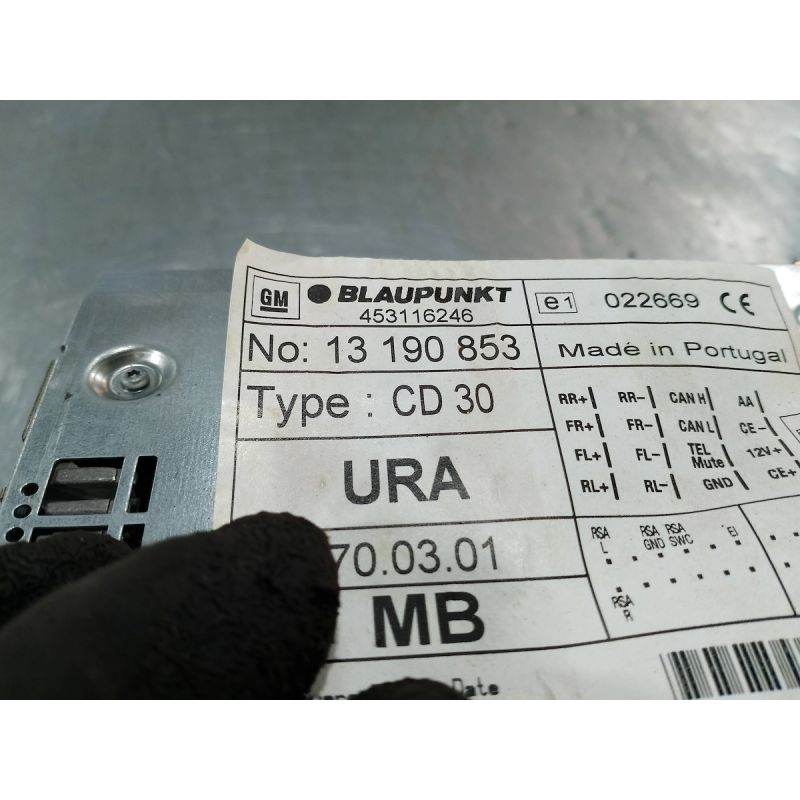 GM BLAUPUNKT
453116246
e1 022669 CE
No: 13 190 853
Made in Portugal
Type : CD 30
RR+ RR- CAN H AA
FR+ FR- CAN L CE-
FL+ FL- TEL Mute 12V+
RL+ RL- GND CE+
URA
RSA L RSA GND RSA SWC
70.03.01
RSA R
MB
Date